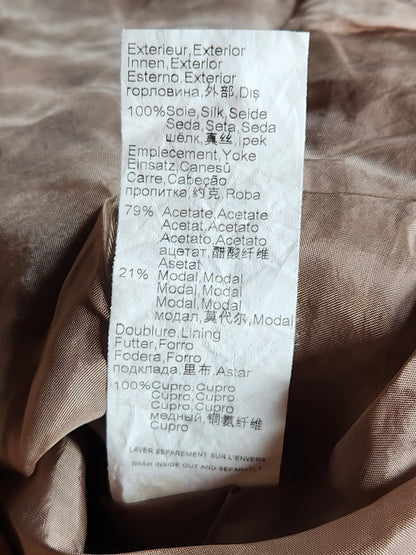 Exterieur,Exterior
Innen,Exterior
Esterno,Exterior
горловина,外部,Dış
100%Soie,Silk,Seide
Seda,Seta,Seda
шёлк,真丝,ipek
Emplecement,Yoke
Einsatz,Canesû
Carre,Cabeção
пропитка,约克,Roba
79% Acetate,Acetate
Acetat,Acetato
Acetato,Acetato
ацетат,醋酸纤维
Asetat
21% Modal,Modal
Modal,Modal
Modal,Modal
модал,莫代尔,Modal
Doublure,Lining
Futter,Forro
Fodera,Forro
подклада,里布,Astar
100%Cupro,Cupro
Cupro,Cupro
Cupro,Cupro
медный,铜氨纤维
Cupro
LAVER SEPAREMENT SUR L'ENVERS
WASH INSIDE OUT AND SEPARATLY